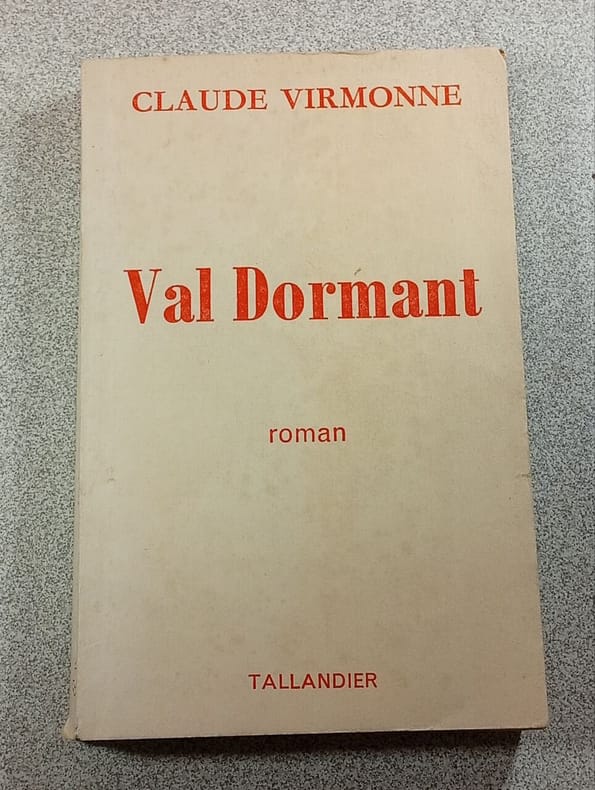 CLAUDE VIRMONNE
Val Dormant
roman
TALLANDIER